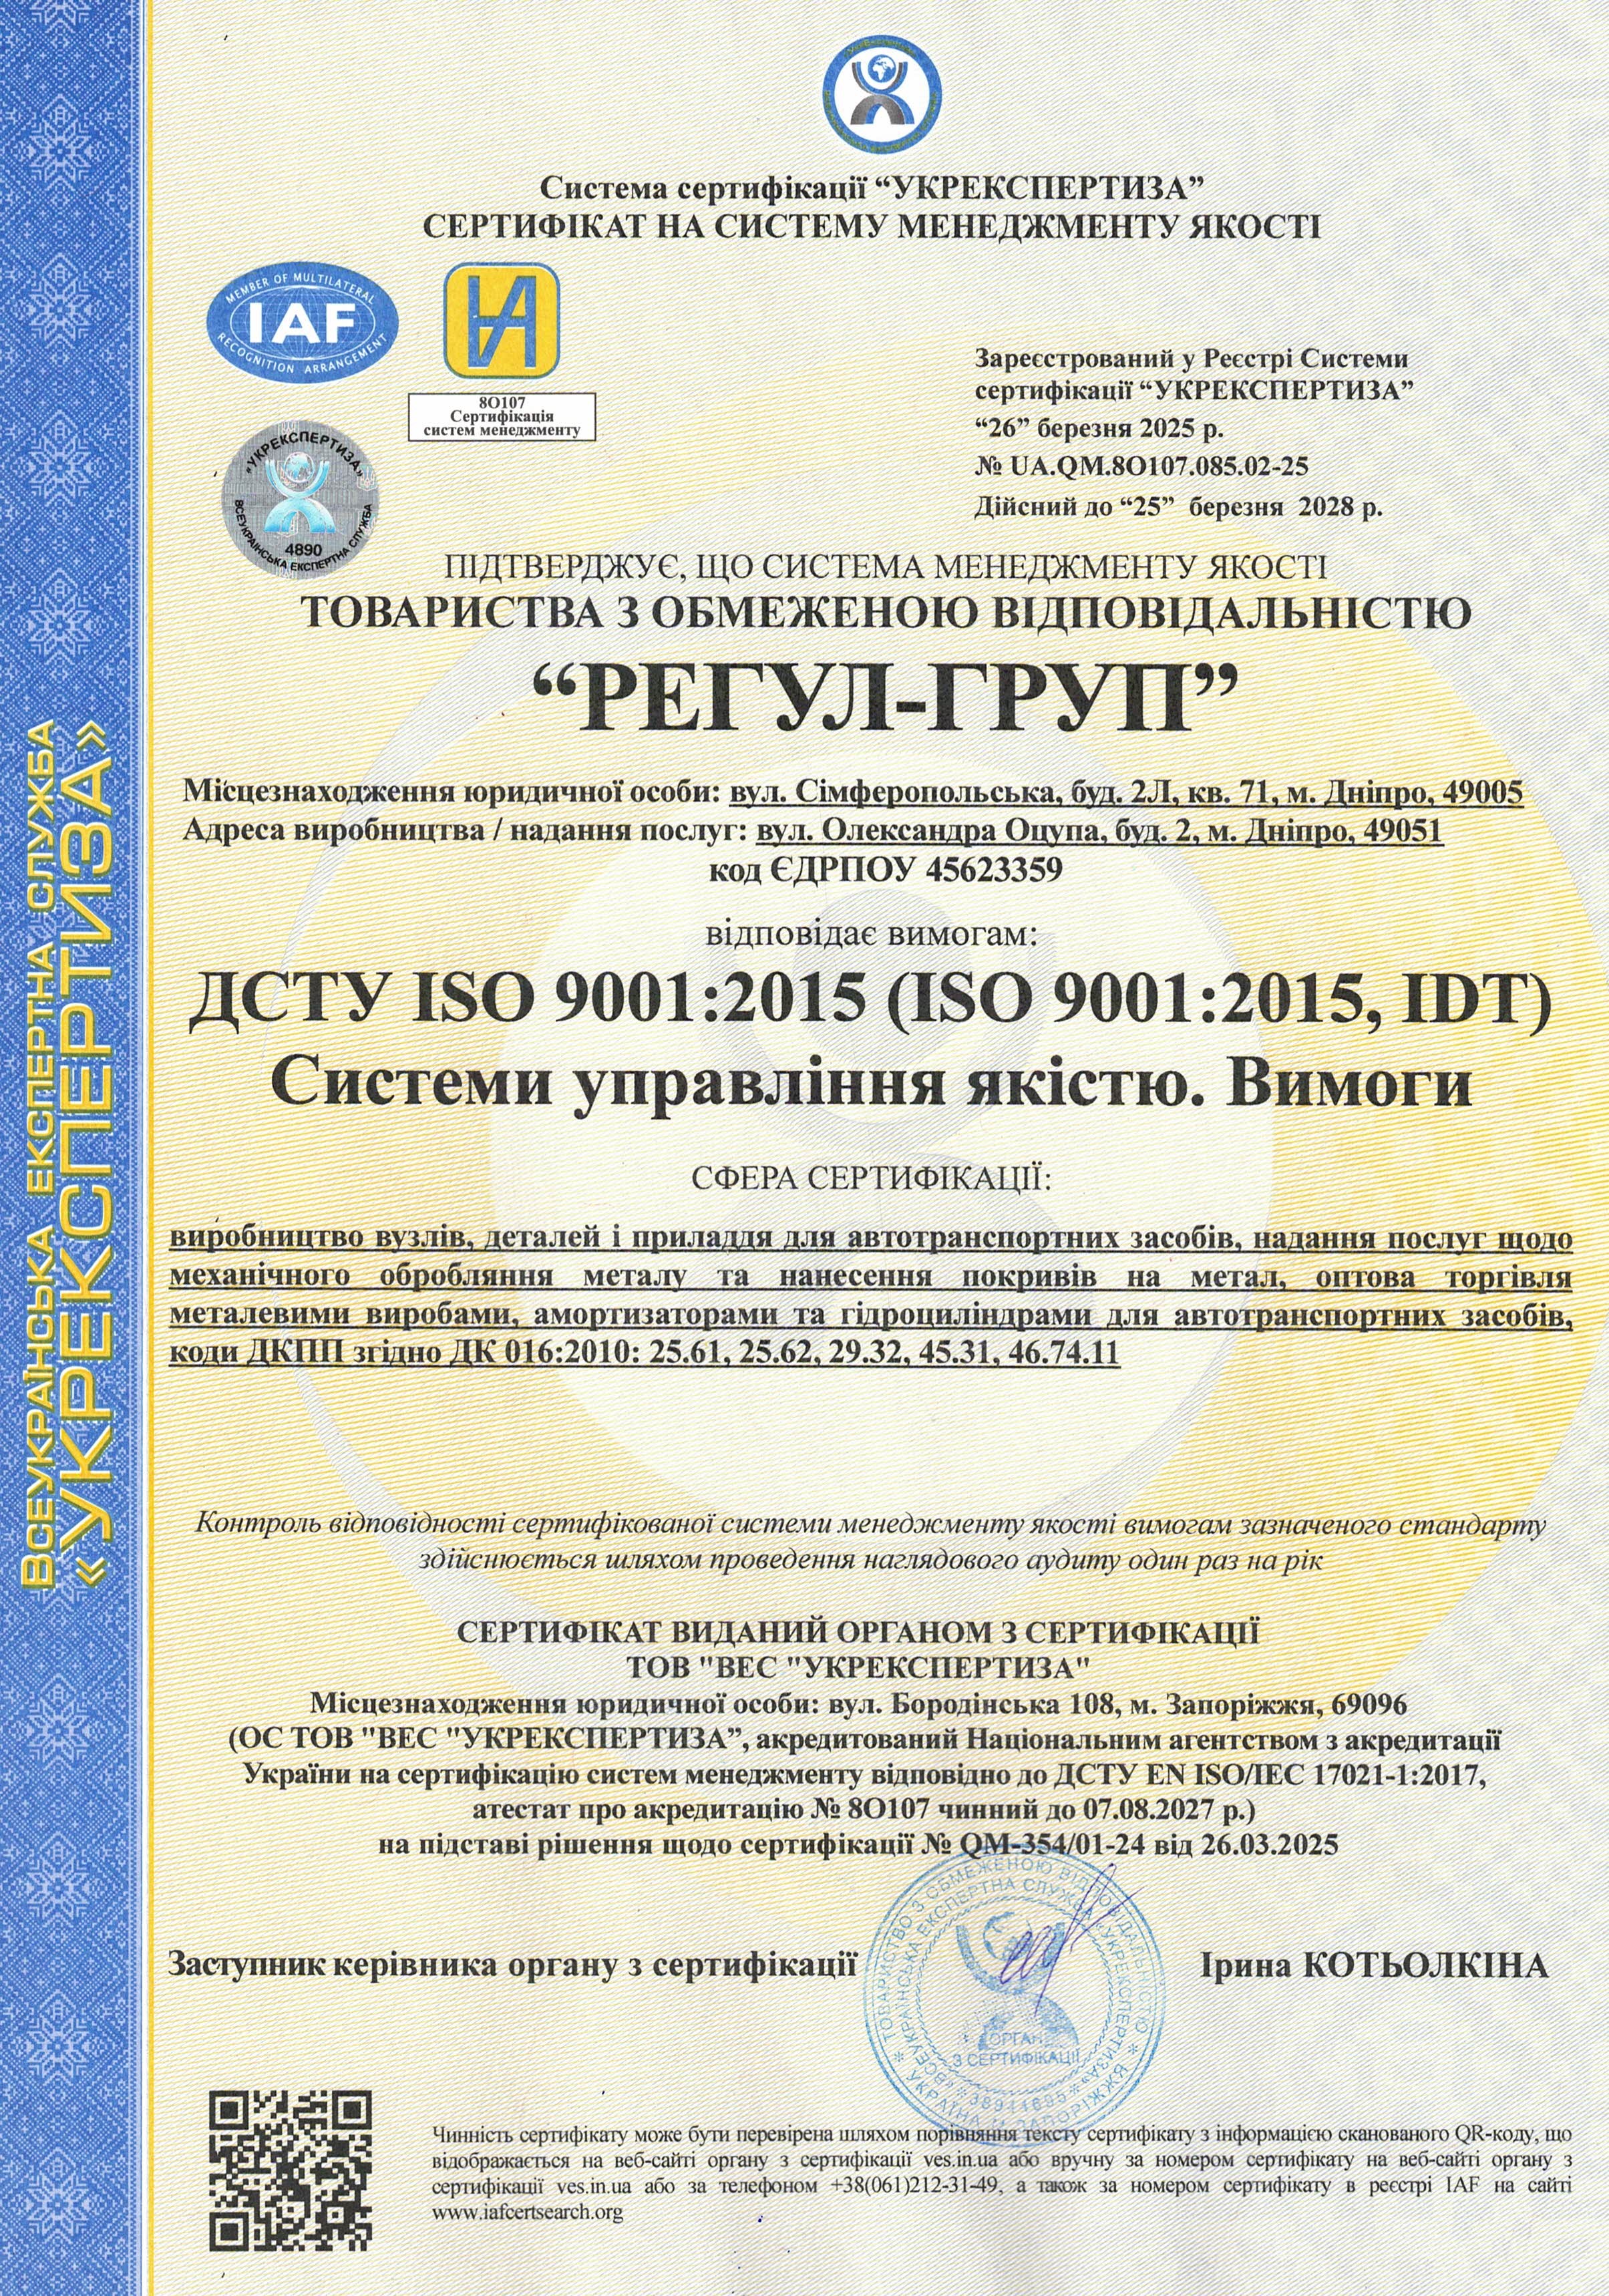 Система сертифікації “УКРЕКСПЕРТИЗА”
СЕРТИФІКАТ НА СИСТЕМУ МЕНЕДЖМЕНТУ ЯКОСТІ
MEMBER OF MULTILATERAL
IAF
RECOGNITION ARRANGEMENT
8О107
Сертифікація
систем менеджменту
«УКРЕКСПЕРТИЗА»
4890
ВСЕУКРАЇНСЬКА ЕКСПЕРТНА СЛУЖБА
Зареєстрований у Реєстрі Системи
сертифікації “УКРЕКСПЕРТИЗА”
“26” березня 2025 р.
№ UA.QM.8О107.085.02-25
Дійсний до “25” березня 2028 р.
ПІДТВЕРДЖУЄ, ЩО СИСТЕМА МЕНЕДЖМЕНТУ ЯКОСТІ
ТОВАРИСТВА З ОБМЕЖЕНОЮ ВІДПОВІДАЛЬНІСТЮ
“РЕГУЛ-ГРУП”
Місцезнаходження юридичної особи: вул. Сімферопольська, буд. 2Л, кв. 71, м. Дніпро, 49005
Адреса виробництва / надання послуг: вул. Олександра Оцупа, буд. 2, м. Дніпро, 49051
код ЄДРПОУ 45623359
відповідає вимогам:
ДСТУ ISO 9001:2015 (ISO 9001:2015, IDT)
Системи управління якістю. Вимоги
СФЕРА СЕРТИФІКАЦІЇ:
виробництво вузлів, деталей і приладдя для автотранспортних засобів, надання послуг щодо
механічного обробляння металу та нанесення покривів на метал, оптова торгівля
металевими виробами, амортизаторами та гідроциліндрами для автотранспортних засобів,
коди ДКПП згідно ДК 016:2010: 25.61, 25.62, 29.32, 45.31, 46.74.11
Контроль відповідності сертифікованої системи менеджменту якості вимогам зазначеного стандарту
здійснюється шляхом проведення наглядового аудиту один раз на рік
СЕРТИФІКАТ ВИДАНИЙ ОРГАНОМ З СЕРТИФІКАЦІЇ
ТОВ "ВЕС "УКРЕКСПЕРТИЗА"
Місцезнаходження юридичної особи: вул. Бородінська 108, м. Запоріжжя, 69096
(ОС ТОВ "ВЕС "УКРЕКСПЕРТИЗА”, акредитований Національним агентством з акредитації
України на сертифікацію систем менеджменту відповідно до ДСТУ EN ISO/IEC 17021-1:2017,
атестат про акредитацію № 8О107 чинний до 07.08.2027 р.)
на підставі рішення щодо сертифікації № QM-354/01-24 від 26.03.2025
Заступник керівника органу з сертифікації
Ірина КОТЬОЛКІНА
ТОВАРИСТВО З ОБМЕЖЕНОЮ ВІДПОВІДАЛЬНІСТЮ
* УКРАЇНА М. ЗАПОРІЖЖЯ *
«ВСЕУКРАЇНСЬКА ЕКСПЕРТНА СЛУЖБА «УКРЕКСПЕРТИЗА»
* 38941695 *
ОРГАН
З СЕРТИФІКАЦІЇ
Чинність сертифікату може бути перевірена шляхом порівняння тексту сертифікату з інформацією сканованого QR-коду, що
відображається на веб-сайті органу з сертифікації ves.in.ua або вручну за номером сертифікату на веб-сайті органу з
сертифікації ves.in.ua або за телефоном +38(061)212-31-49, а також за номером сертифікату в реєстрі IAF на сайті
www.iafcertsearch.org
ВСЕУКРАЇНСЬКА ЕКСПЕРТНА СЛУЖБА
«УКРЕКСПЕРТИЗА»